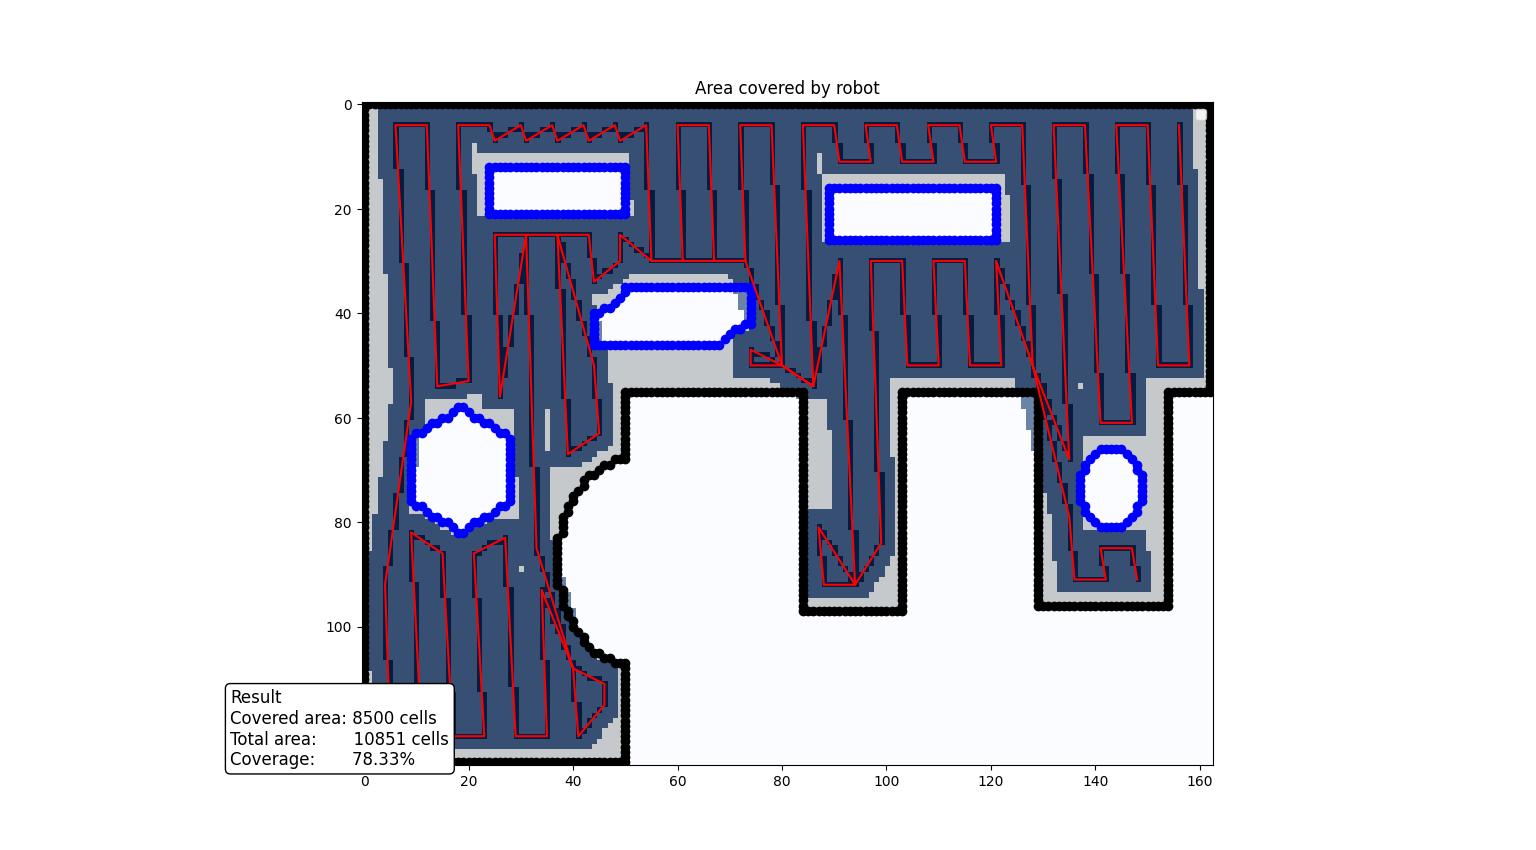 Area covered by robot
0
20
40
60
80
100
Result
Covered area: 8500 cells
Total area: 10851 cells
Coverage: 78.33%
0 20 40 60 80 100 120 140 160